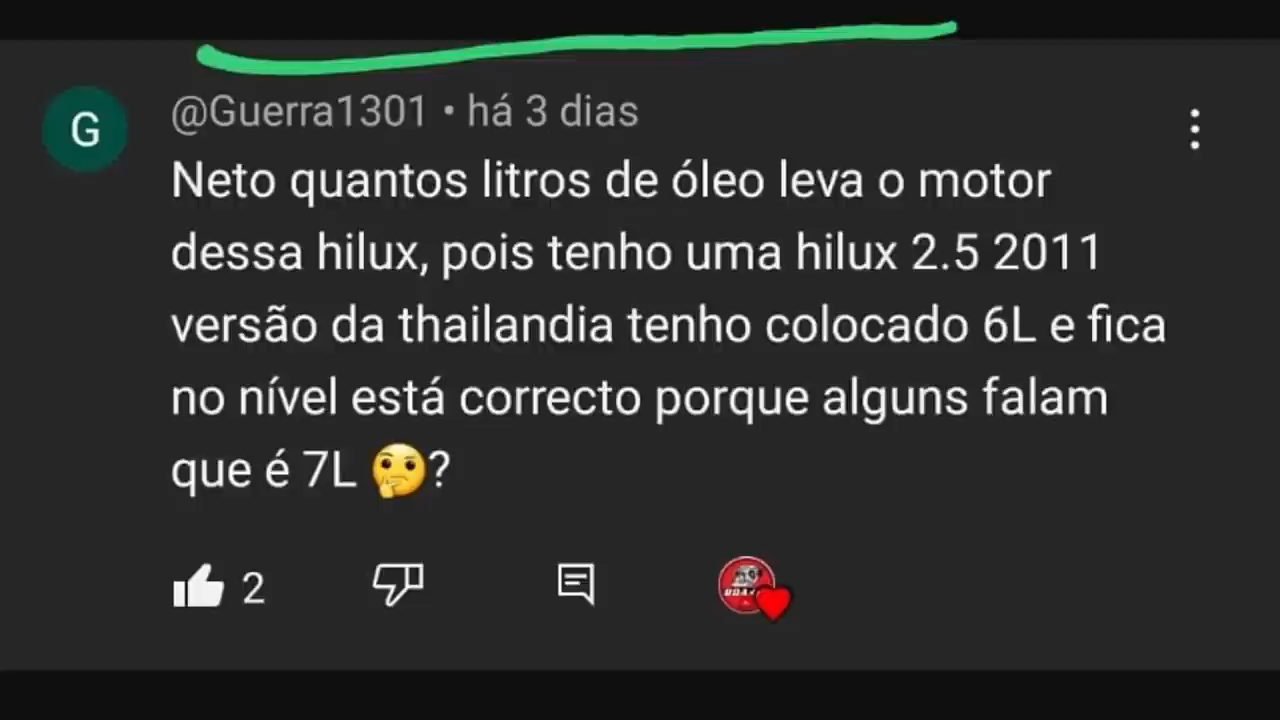 G
@Guerra1301 • há 3 dias
Neto quantos litros de óleo leva o motor
dessa hilux, pois tenho uma hilux 2.5 2011
versão da thailandia tenho colocado 6L e fica
no nível está correcto porque alguns falam
que é 7L 🤔?
2